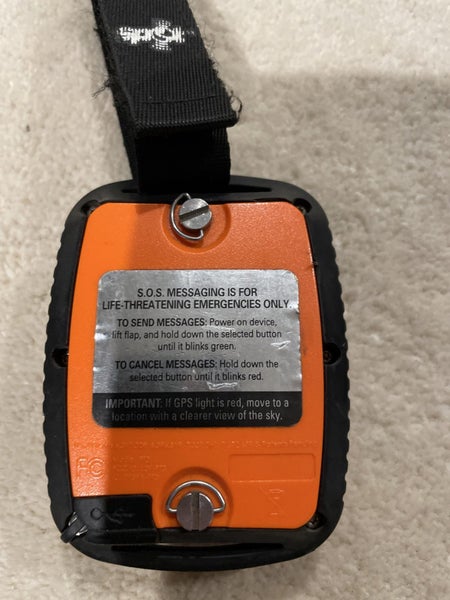 S.O.S. MESSAGING IS FOR
LIFE-THREATENING EMERGENCIES ONLY.
TO SEND MESSAGES: Power on device,
lift flap, and hold down the selected button
until it blinks green.
TO CANCEL MESSAGES: Hold down the
selected button until it blinks red.
IMPORTANT: If GPS light is red, move to a
location with a clearer view of the sky.
FC